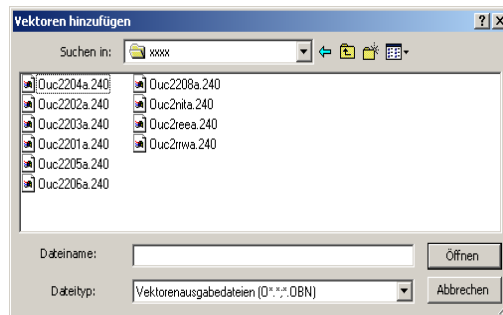 Vektoren hinzufügen
Suchen in: xxxx
Ouc2204a.240 Ouc2208a.240
Ouc2202a.240 Ouc2nita.240
Ouc2203a.240 Ouc2reea.240
Ouc2201a.240 Ouc2rrwa.240
Ouc2205a.240
Ouc2206a.240
Dateiname: Öffnen
Dateityp: Vektorenausgabedateien (O*.*;*.OBN) Abbrechen